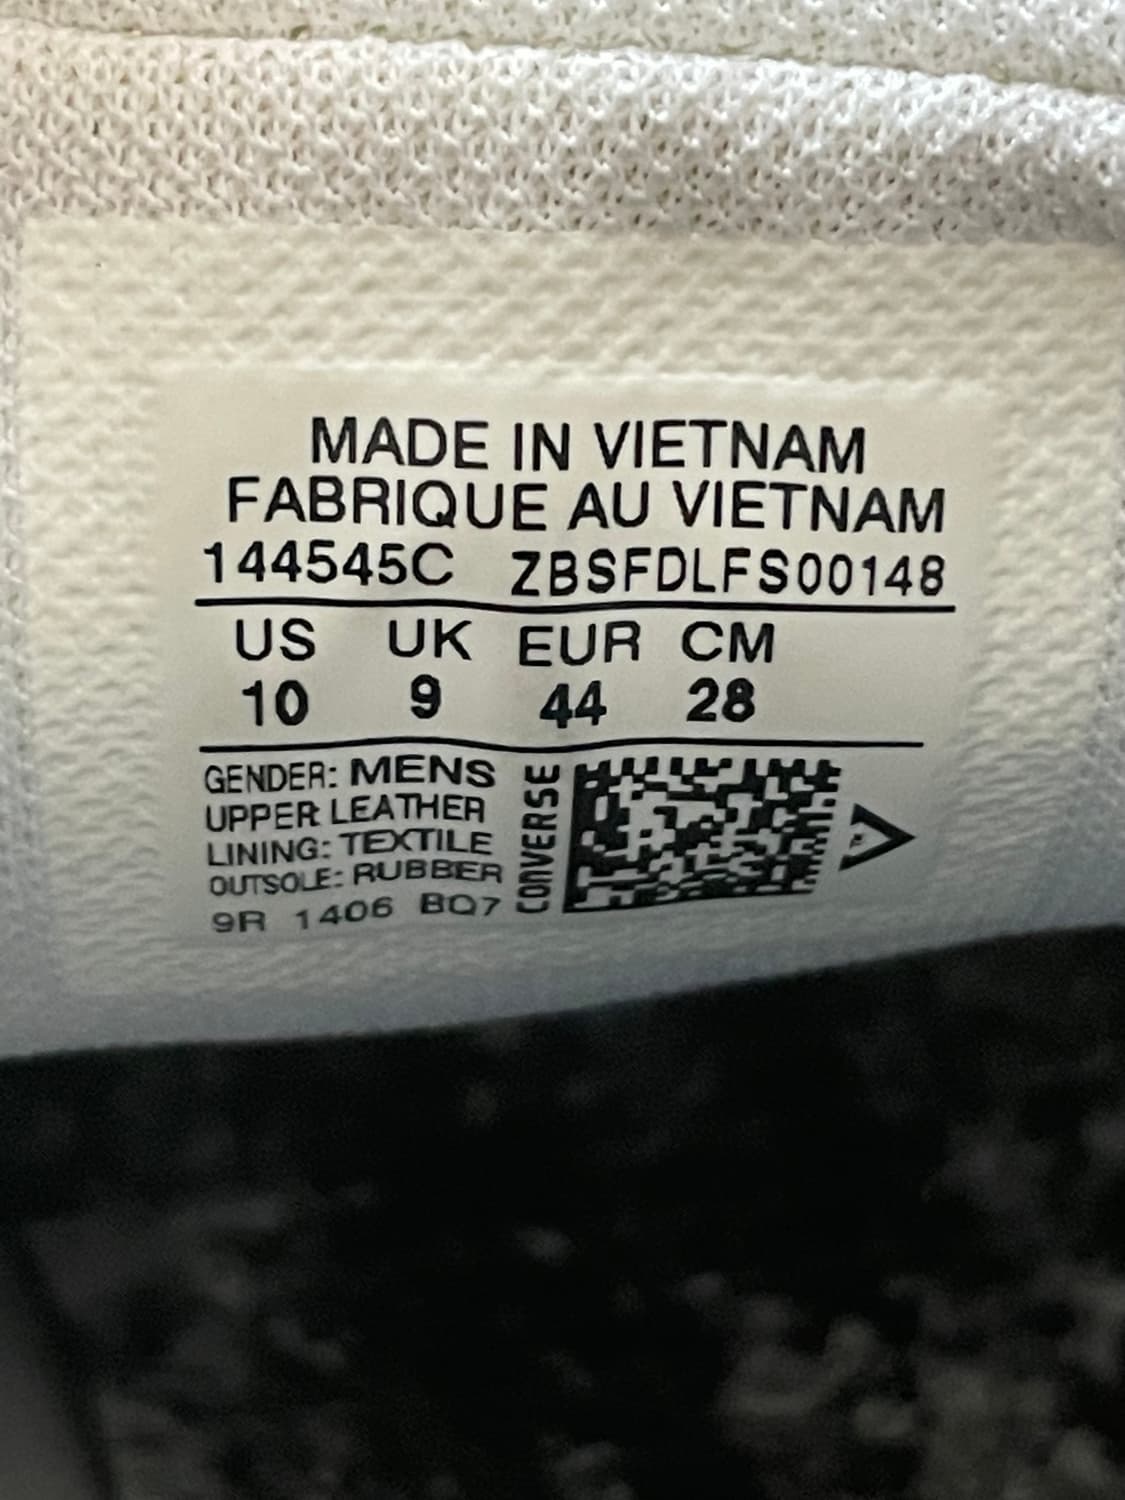 MADE IN VIETNAM
FABRIQUE AU VIETNAM
144545C ZBSFDLFS00148
US UK EUR CM
10 9 44 28
GENDER: MENS
UPPER: LEATHER
LINING: TEXTILE
OUTSOLE: RUBBER
9R 1406 BQ7
CONVERSE